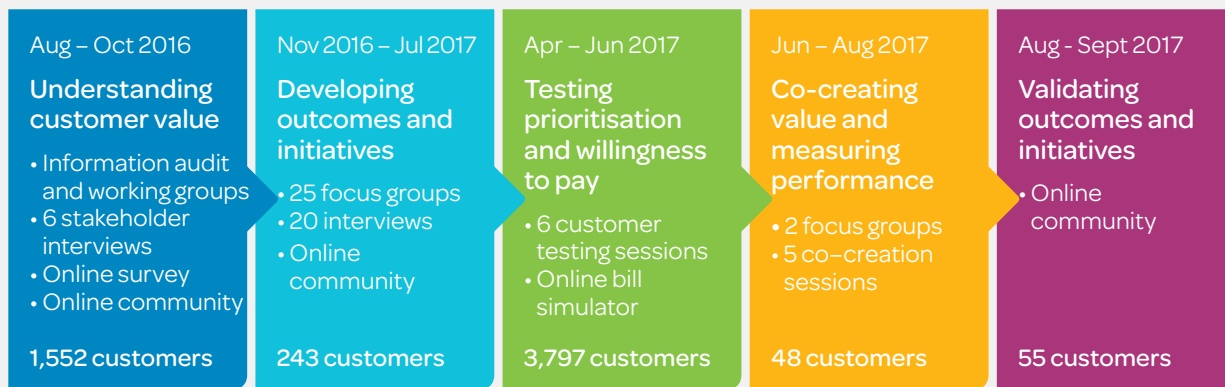 Aug – Oct 2016
Understanding
customer value
• Information audit
and working groups
• 6 stakeholder
interviews
• Online survey
• Online community
1,552 customers
Nov 2016 – Jul 2017
Developing
outcomes and
initiatives
• 25 focus groups
• 20 interviews
• Online
community
243 customers
Apr – Jun 2017
Testing
prioritisation
and willingness
to pay
• 6 customer
testing sessions
• Online bill
simulator
3,797 customers
Jun – Aug 2017
Co-creating
value and
measuring
performance
• 2 focus groups
• 5 co–creation
sessions
48 customers
Aug - Sept 2017
Validating
outcomes and
initiatives
• Online
community
55 customers